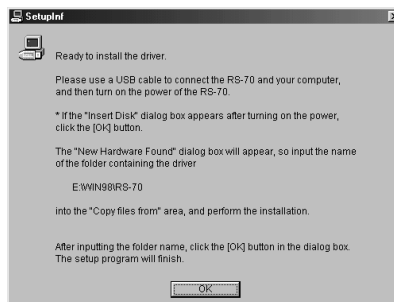 SetupInf
Ready to install the driver.
Please use a USB cable to connect the RS-70 and your computer,
and then turn on the power of the RS-70.
* If the "Insert Disk" dialog box appears after turning on the power,
click the [OK] button.
The "New Hardware Found" dialog box will appear, so input the name
of the folder containing the driver
E:\WIN98\RS-70
into the "Copy files from" area, and perform the installation.
After inputting the folder name, click the [OK] button in the dialog box.
The setup program will finish.
OK